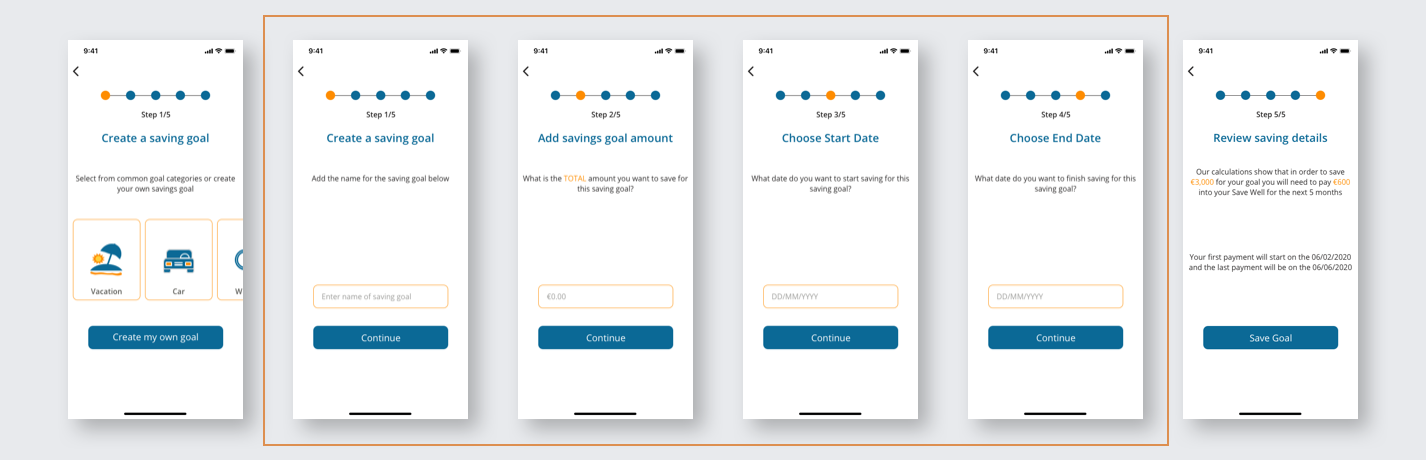 9:41
Step 1/5
Create a saving goal
Select from common goal categories or create
your own savings goal
Vacation
Car
W
Create my own goal
9:41
Step 1/5
Create a saving goal
Add the name for the saving goal below
Enter name of saving goal
Continue
9:41
Step 2/5
Add savings goal amount
What is the TOTAL amount you want to save for
this saving goal?
€0.00
Continue
9:41
Step 3/5
Choose Start Date
What date do you want to start saving for this
saving goal?
DD/MM/YYYY
Continue
9:41
Step 4/5
Choose End Date
What date do you want to finish saving for this
saving goal?
DD/MM/YYYY
Continue
9:41
Step 5/5
Review saving details
Our calculations show that in order to save
€3,000 for your goal you will need to pay €600
into your Save Well for the next 5 months
Your first payment will start on the 06/02/2020
and the last payment will be on the 06/06/2020
Save Goal